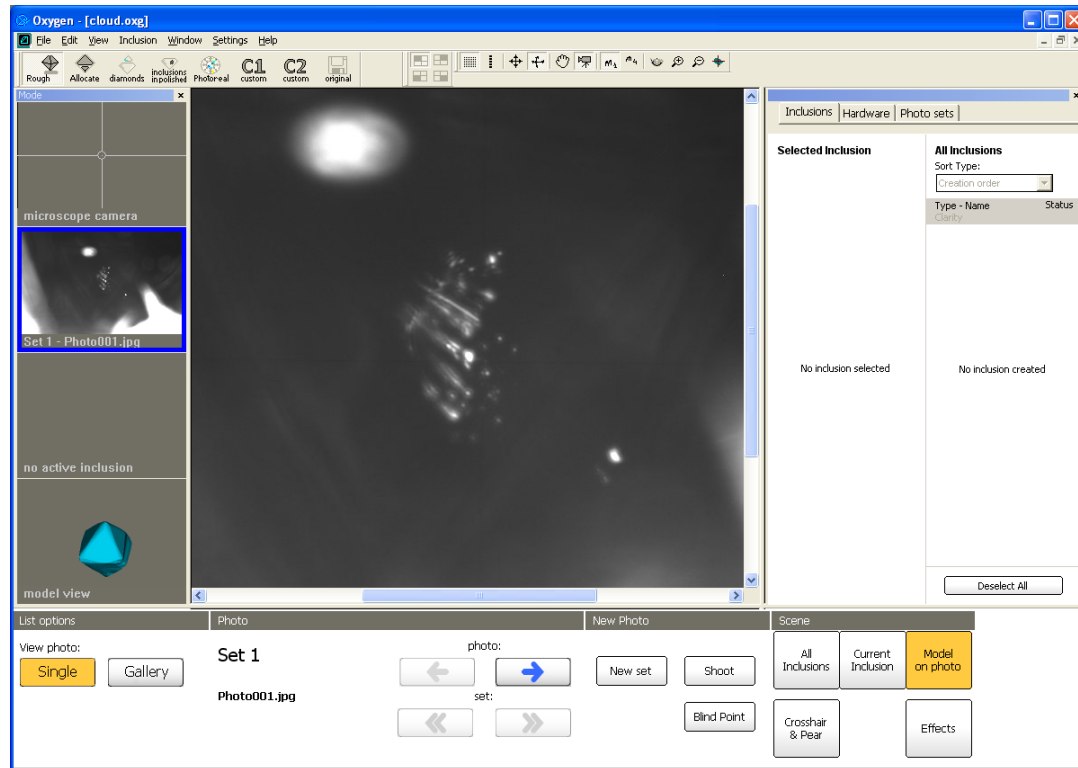 Oxygen - [cloud.oxg]
File Edit View Inclusion Window Settings Help
Rough Allocate diamonds inclusions in polished Photoreal C1 custom C2 custom original
Mode
microscope camera
Set 1 - Photo001.jpg
no active inclusion
model view
Inclusions Hardware Photo sets
Selected Inclusion
No inclusion selected
All Inclusions
Sort Type:
Creation order
Type - Name Status
Clarity
No inclusion created
Deselect All
List options
View photo:
Single Gallery
Photo
Set 1
Photo001.jpg
photo:
set:
New Photo
New set Shoot
Blind Point
Scene
All Inclusions
Current Inclusion
Model on photo
Crosshair & Pear
Effects